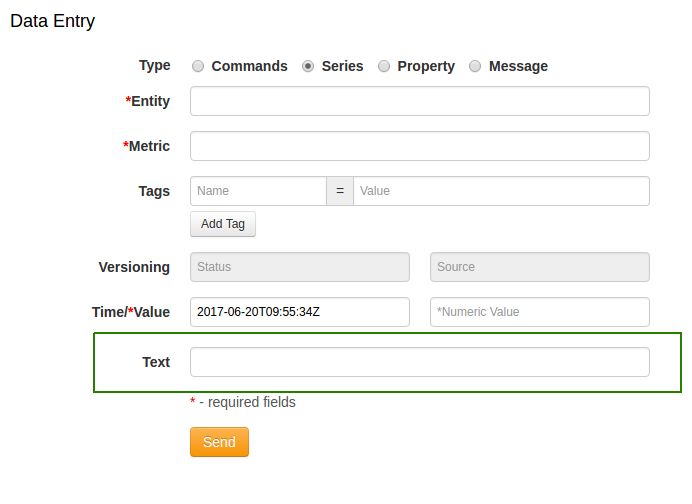 Data Entry
Type Commands Series Property Message
*Entity
*Metric
Tags Name = Value
Add Tag
Versioning Status Source
Time/*Value 2017-06-20T09:55:34Z *Numeric Value
Text
* - required fields
Send